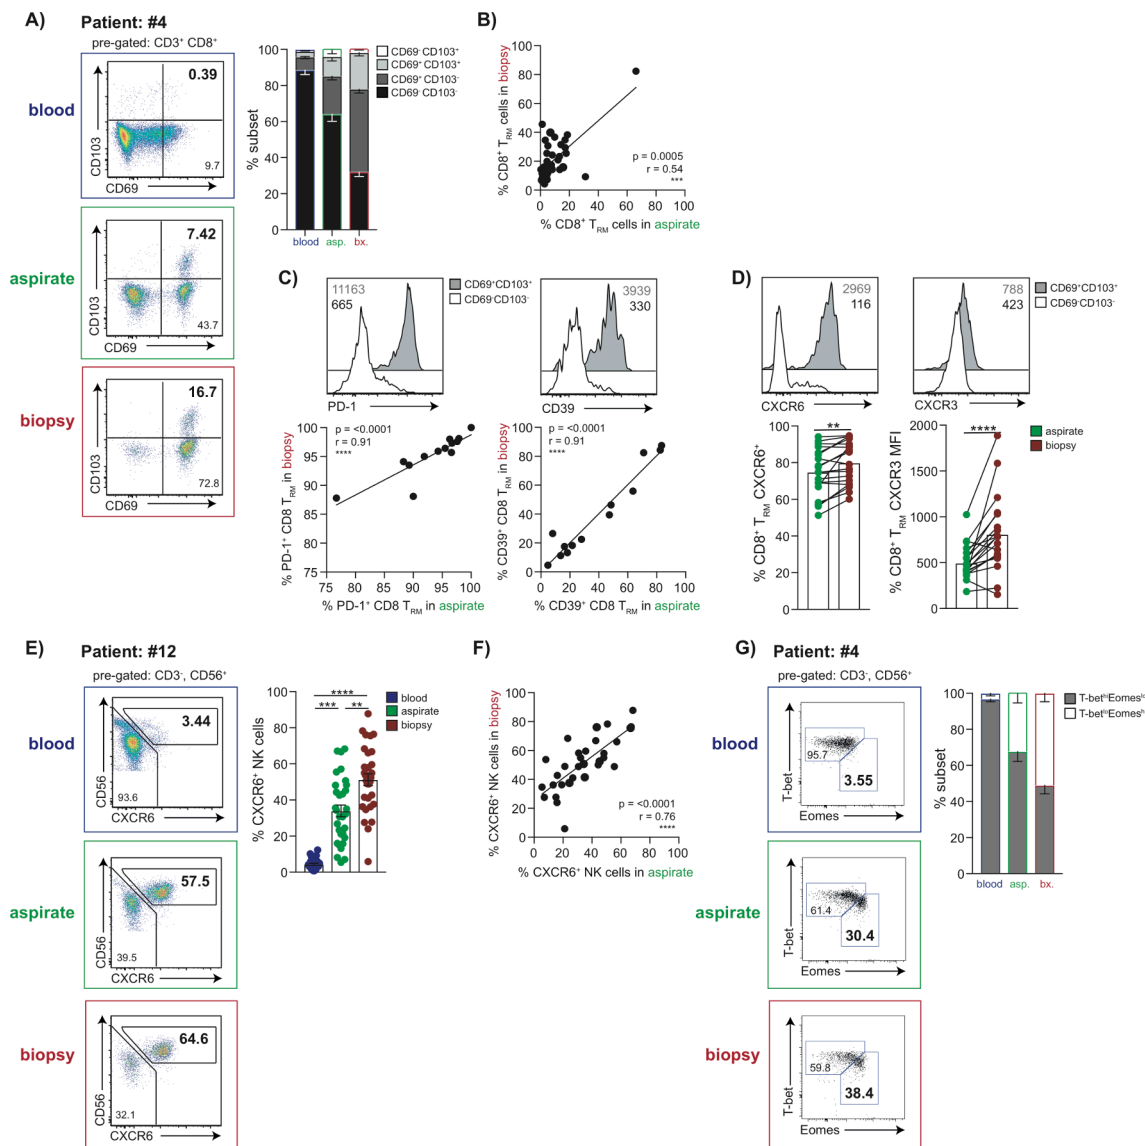 A)
Patient: #4
pre-gated: CD3⁺ CD8⁺
blood
0.39
9.7
CD103
CD69
aspirate
7.42
43.7
CD103
CD69
biopsy
16.7
72.8
CD103
CD69
% subset
100
80
60
40
20
0
blood asp. bx.
CD69⁻CD103⁺
CD69⁺CD103⁺
CD69⁺CD103⁻
CD69⁻CD103⁻
B)
% CD8⁺ T_RM cells in biopsy
100
80
60
40
20
0
p = 0.0005
r = 0.54
***
0 20 40 60 80 100
% CD8⁺ T_RM cells in aspirate
C)
11163
665
PD-1
CD69⁺CD103⁺
CD69⁻CD103⁻
3939
330
CD39
% PD-1⁺ CD8 T_RM in biopsy
100
95
90
85
80
75
p = <0.0001
r = 0.91
****
75 80 85 90 95 100
% PD-1⁺ CD8 T_RM in aspirate
% CD39⁺ CD8 T_RM in biopsy
100
80
60
40
20
0
p = <0.0001
r = 0.91
****
0 20 40 60 80 100
% CD39⁺ CD8 T_RM in aspirate
D)
2969
116
CXCR6
788
423
CXCR3
CD69⁺CD103⁺
CD69⁻CD103⁻
% CD8⁺ T_RM CXCR6⁺
100
80
60
40
20
0
**
% CD8⁺ T_RM CXCR3 MFI
2000
1500
1000
500
0
****
aspirate
biopsy
E)
Patient: #12
pre-gated: CD3⁻, CD56⁺
blood
3.44
93.6
CD56
CXCR6
aspirate
57.5
39.5
CD56
CXCR6
biopsy
64.6
32.1
CD56
CXCR6
% CXCR6⁺ NK cells
100
80
60
40
20
0
****
*** **
blood
aspirate
biopsy
F)
% CXCR6⁺ NK cells in biopsy
100
80
60
40
20
0
p = <0.0001
r = 0.76
****
0 20 40 60 80 100
% CXCR6⁺ NK cells in aspirate
G)
Patient: #4
pre-gated: CD3⁻, CD56⁺
blood
95.7
3.55
T-bet
Eomes
aspirate
61.4
30.4
T-bet
Eomes
biopsy
59.8
38.4
T-bet
Eomes
% subset
100
80
60
40
20
0
blood asp. bx.